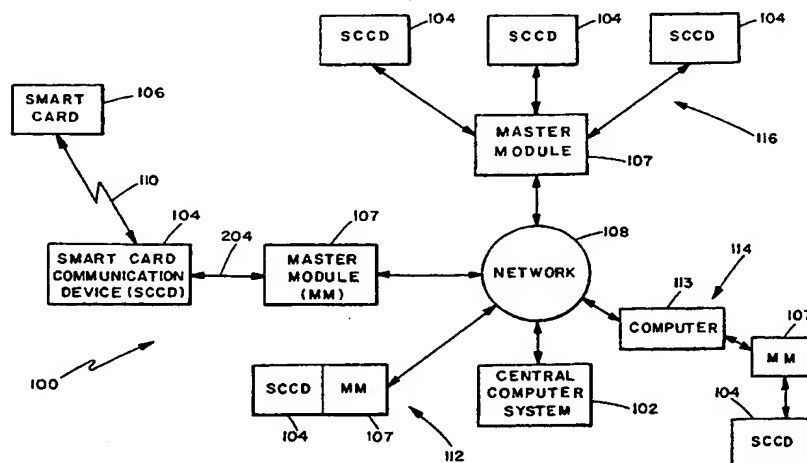 SCCD
104
SCCD
104
SCCD
104
SMART
CARD
106
MASTER
MODULE
107
116
110
104
204
107
108
SMART CARD
COMMUNICATION
DEVICE (SCCD)
MASTER
MODULE
(MM)
NETWORK
113
114
COMPUTER
107
MM
100
SCCD
MM
104
107
112
CENTRAL
COMPUTER
SYSTEM
102
104
SCCD